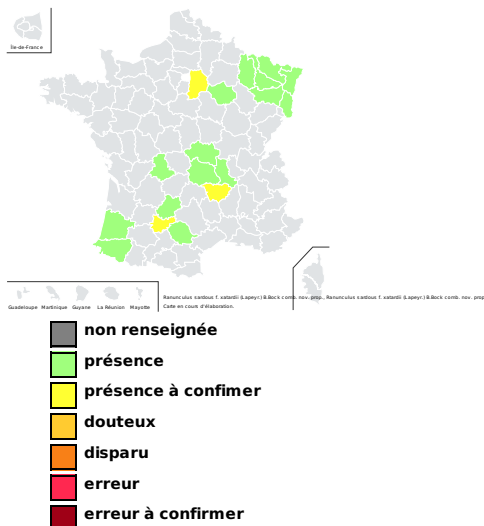 Île-de-France
Guadeloupe Martinique Guyane La Réunion Mayotte
Ranunculus sardous f. xatardii (Lapeyr.) B.Bock comb. nov. prop., Ranunculus sardous f. xatardii (Lapeyr.) B.Bock comb. nov. prop
Carte en cours d'élaboration.
non renseignée
présence
présence à confimer
douteux
disparu
erreur
erreur à confirmer